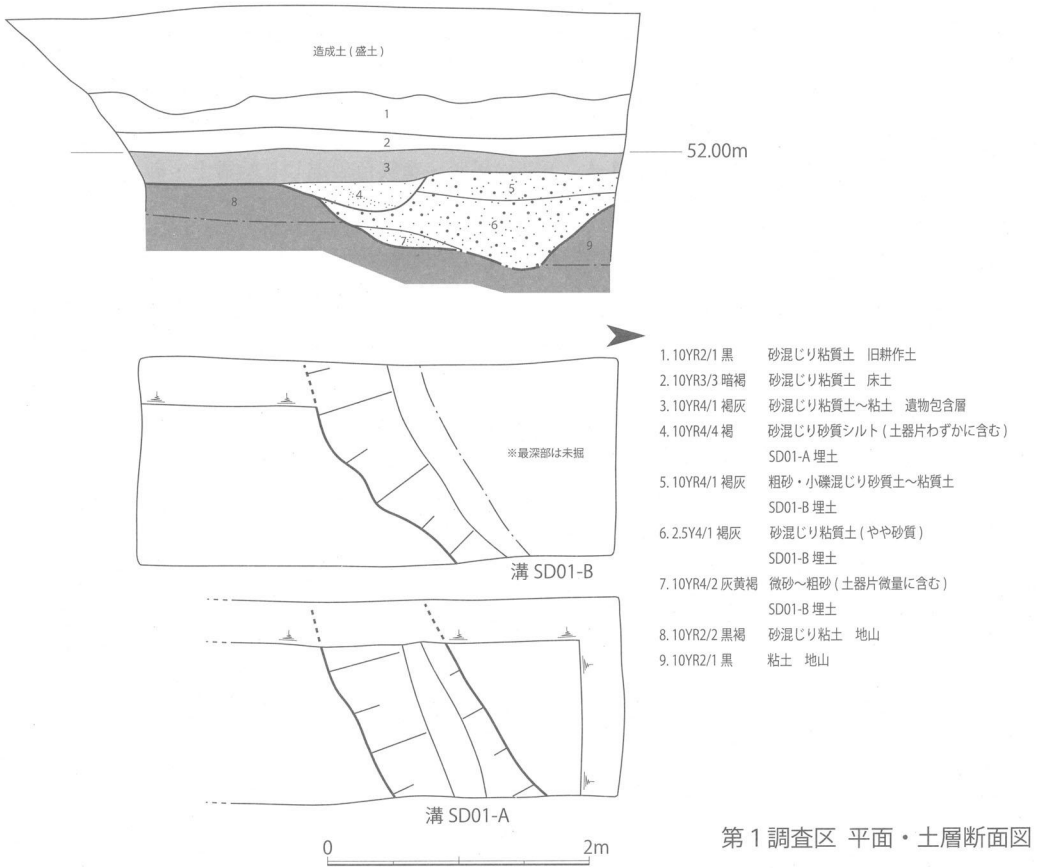 造成土(盛土)
1
2
52.00m
3
4
5
8
6
7
9
1. 10YR2/1 黒 砂混じり粘質土 旧耕作土
2. 10YR3/3 暗褐 砂混じり粘質土 床土
3. 10YR4/1 褐灰 砂混じり粘質土～粘土 遺物包含層
4. 10YR4/4 褐 砂混じり砂質シルト(土器片わずかに含む)
SD01-A 埋土
5. 10YR4/1 褐灰 粗砂・小礫混じり砂質土～粘質土
SD01-B 埋土
6. 2.5Y4/1 褐灰 砂混じり粘質土(やや砂質)
SD01-B 埋土
7. 10YR4/2 灰黄褐 微砂～粗砂(土器片微量に含む)
SD01-B 埋土
8. 10YR2/2 黒褐 砂混じり粘土 地山
9. 10YR2/1 黒 粘土 地山
※最深部は未掘
溝 SD01-B
溝 SD01-A
0 2m
第1調査区 平面・土層断面図